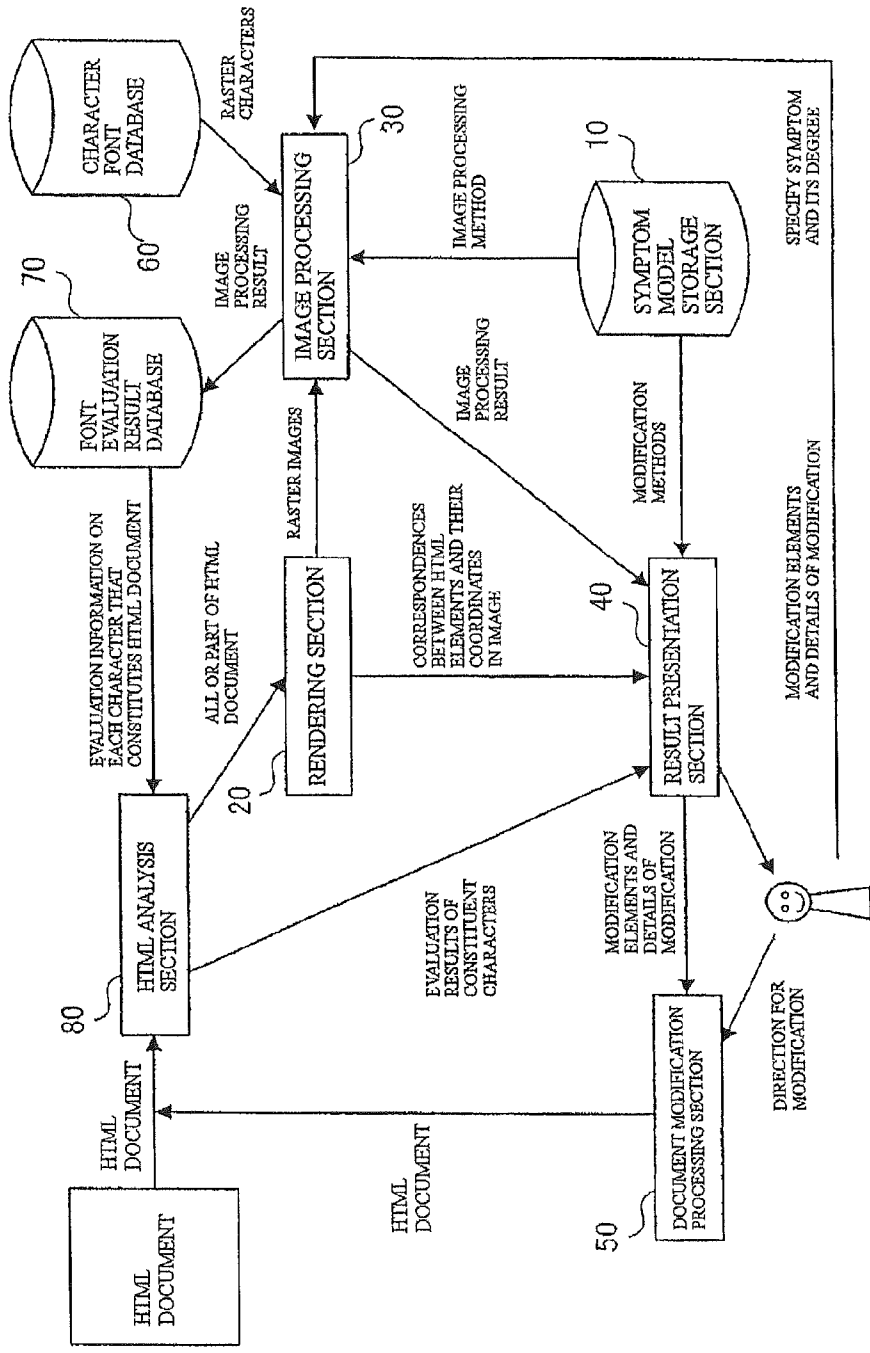 HTML
DOCUMENT
HTML
DOCUMENT
80
HTML ANALYSIS
SECTION
EVALUATION INFORMATION ON
EACH CHARACTER THAT
CONSTITUTES HTML DOCUMENT
70
FONT
EVALUATION
RESULT
DATABASE
60
CHARACTER
FONT
DATABASE
ALL OR PART OF HTML
DOCUMENT
20
RENDERING SECTION
RASTER IMAGES
IMAGE
PROCESSING
RESULT
RASTER
CHARACTERS
30
IMAGE PROCESSING
SECTION
HTML
DOCUMENT
EVALUATION
RESULTS OF
CONSTITUENT
CHARACTERS
CORRESPONDENCES
BETWEEN HTML
ELEMENTS AND THEIR
COORDINATES
IN IMAGE
IMAGE
PROCESSING
RESULT
IMAGE PROCESSING
METHOD
50
DOCUMENT MODIFICATION
PROCESSING SECTION
MODIFICATION
ELEMENTS AND
DETAILS OF
MODIFICATION
40
RESULT PRESENTATION
SECTION
MODIFICATION
METHODS
10
SYMPTOM
MODEL
STORAGE
SECTION
DIRECTION FOR
MODIFICATION
MODIFICATION ELEMENTS
AND DETAILS OF MODIFICATION
SPECIFY SYMPTOM
AND ITS DEGREE